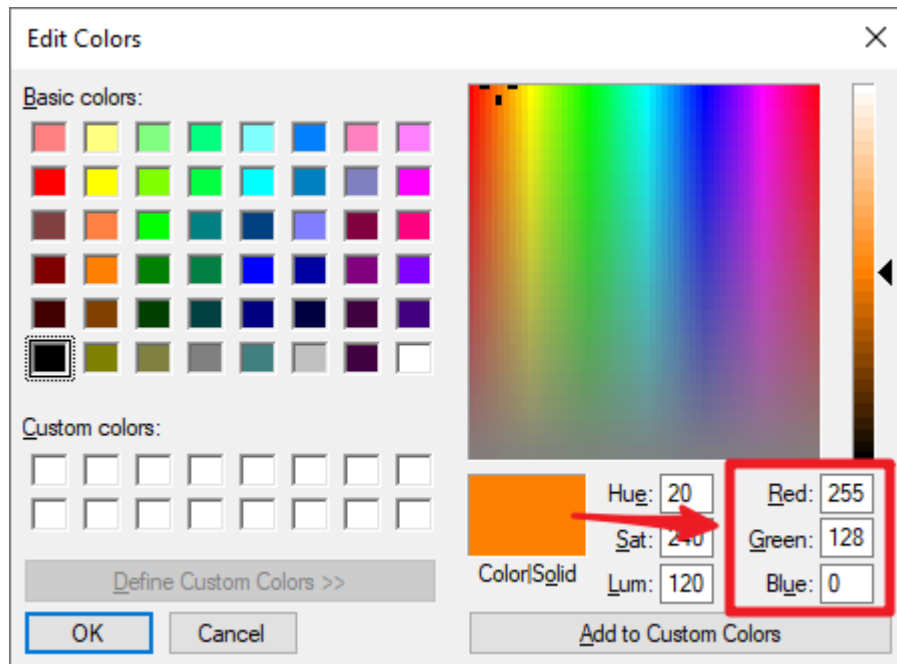 Edit Colors
Basic colors:
Custom colors:
Define Custom Colors >>
OK
Cancel
Hue: 20
Sat: 240
Lum: 120
Red: 255
Green: 128
Blue: 0
Color|Solid
Add to Custom Colors